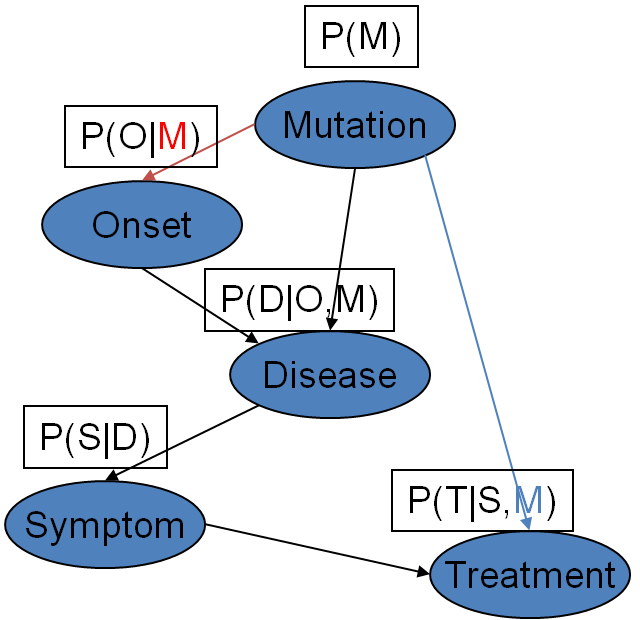 P(M)
Mutation
P(O|M)
Onset
P(D|O,M)
Disease
P(S|D)
Symptom
P(T|S,M)
Treatment